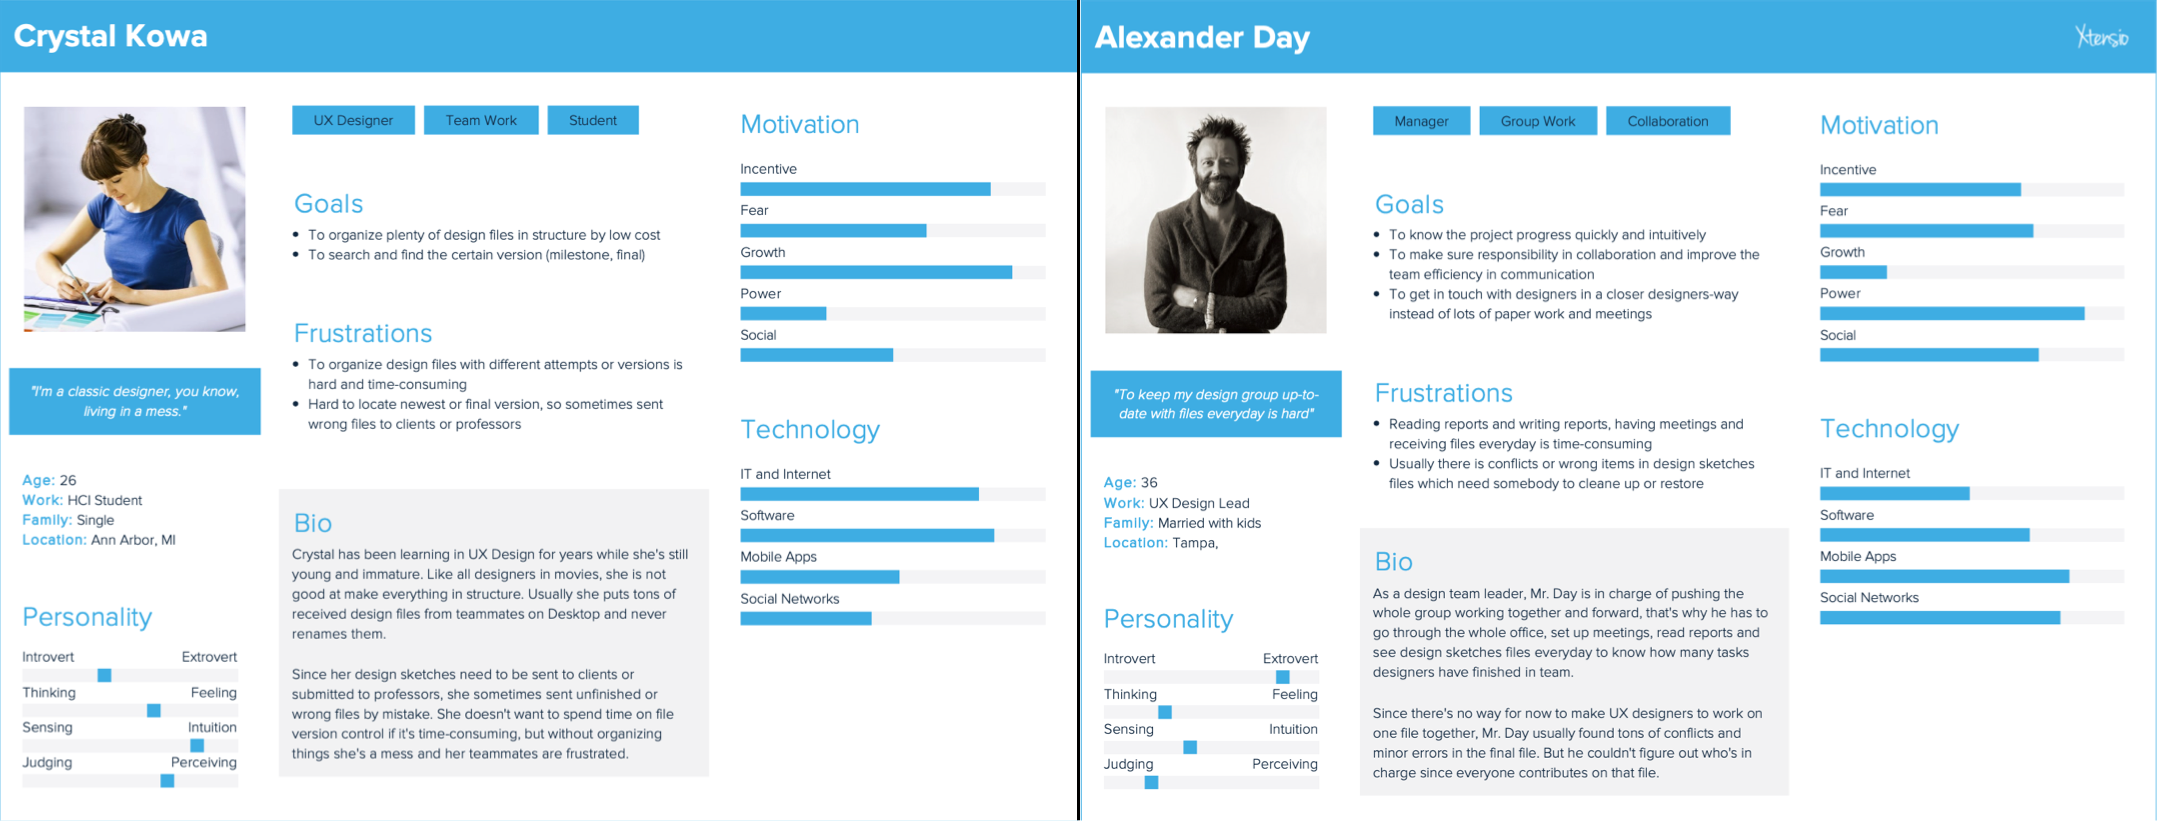 Crystal Kowa
UX Designer
Team Work
Student
Goals
• To organize plenty of design files in structure by low cost
• To search and find the certain version (milestone, final)
Frustrations
• To organize design files with different attempts or versions is
hard and time-consuming
• Hard to locate newest or final version, so sometimes sent
wrong files to clients or professors
"I'm a classic designer, you know,
living in a mess."
Age: 26
Work: HCI Student
Family: Single
Location: Ann Arbor, MI
Personality
Introvert Extrovert
Thinking Feeling
Sensing Intuition
Judging Perceiving
Bio
Crystal has been learning in UX Design for years while she's still
young and immature. Like all designers in movies, she is not
good at make everything in structure. Usually she puts tons of
received design files from teammates on Desktop and never
renames them.
Since her design sketches need to be sent to clients or
submitted to professors, she sometimes sent unfinished or
wrong files by mistake. She doesn't want to spend time on file
version control if it's time-consuming, but without organizing
things she's a mess and her teammates are frustrated.
Motivation
Incentive
Fear
Growth
Power
Social
Technology
IT and Internet
Software
Mobile Apps
Social Networks
Alexander Day
Xtensio
Manager
Group Work
Collaboration
Goals
• To know the project progress quickly and intuitively
• To make sure responsibility in collaboration and improve the
team efficiency in communication
• To get in touch with designers in a closer designers-way
instead of lots of paper work and meetings
Frustrations
• Reading reports and writing reports, having meetings and
receiving files everyday is time-consuming
• Usually there is conflicts or wrong items in design sketches
files which need somebody to cleane up or restore
"To keep my design group up-to-
date with files everyday is hard"
Age: 36
Work: UX Design Lead
Family: Married with kids
Location: Tampa,
Personality
Introvert Extrovert
Thinking Feeling
Sensing Intuition
Judging Perceiving
Bio
As a design team leader, Mr. Day is in charge of pushing the
whole group working together and forward, that's why he has to
go through the whole office, set up meetings, read reports and
see design sketches files everyday to know how many tasks
designers have finished in team.
Since there's no way for now to make UX designers to work on
one file together, Mr. Day usually found tons of conflicts and
minor errors in the final file. But he couldn't figure out who's in
charge since everyone contributes on that file.
Motivation
Incentive
Fear
Growth
Power
Social
Technology
IT and Internet
Software
Mobile Apps
Social Networks